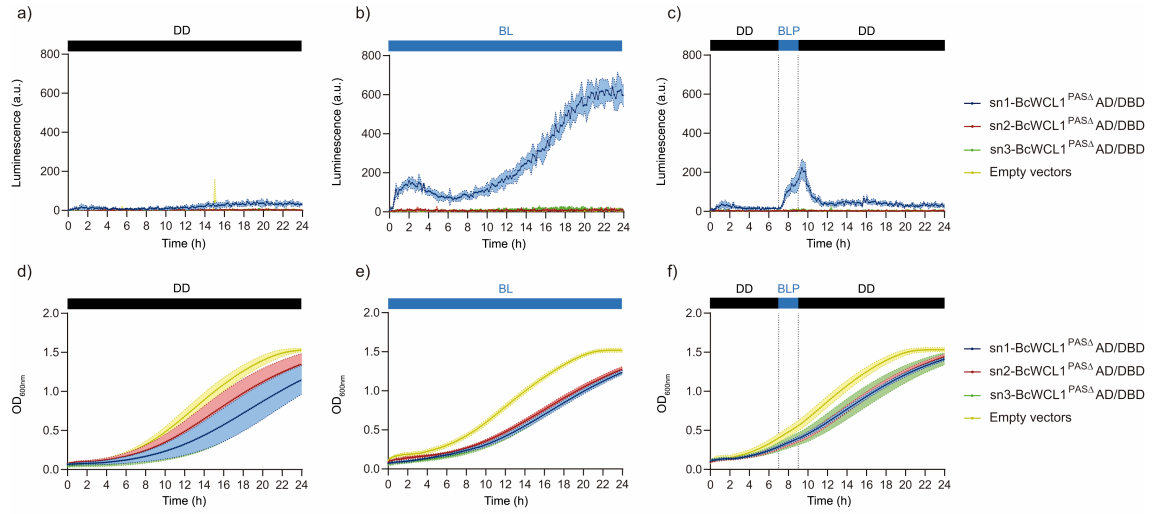 a)
DD
Luminescence (a.u.)
800
600
400
200
0
0 2 4 6 8 10 12 14 16 18 20 22 24
Time (h)
b)
BL
Luminescence (a.u.)
800
600
400
200
0
0 2 4 6 8 10 12 14 16 18 20 22 24
Time (h)
c)
DD BLP DD
Luminescence (a.u.)
800
600
400
200
0
0 2 4 6 8 10 12 14 16 18 20 22 24
Time (h)
sn1-BcWCL1PASΔ AD/DBD
sn2-BcWCL1PASΔ AD/DBD
sn3-BcWCL1PASΔ AD/DBD
Empty vectors
d)
DD
OD600nm
2.0
1.5
1.0
0.5
0.0
0 2 4 6 8 10 12 14 16 18 20 22 24
Time (h)
e)
BL
OD600nm
2.0
1.5
1.0
0.5
0.0
0 2 4 6 8 10 12 14 16 18 20 22 24
Time (h)
f)
DD BLP DD
OD600nm
2.0
1.5
1.0
0.5
0.0
0 2 4 6 8 10 12 14 16 18 20 22 24
Time (h)
sn1-BcWCL1PASΔ AD/DBD
sn2-BcWCL1PASΔ AD/DBD
sn3-BcWCL1PASΔ AD/DBD
Empty vectors